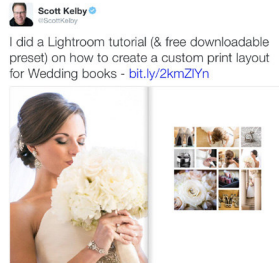 Scott Kelby
@ScottKelby
I did a Lightroom tutorial (& free downloadable
preset) on how to create a custom print layout
for Wedding books - bit.ly/2kmZIYn